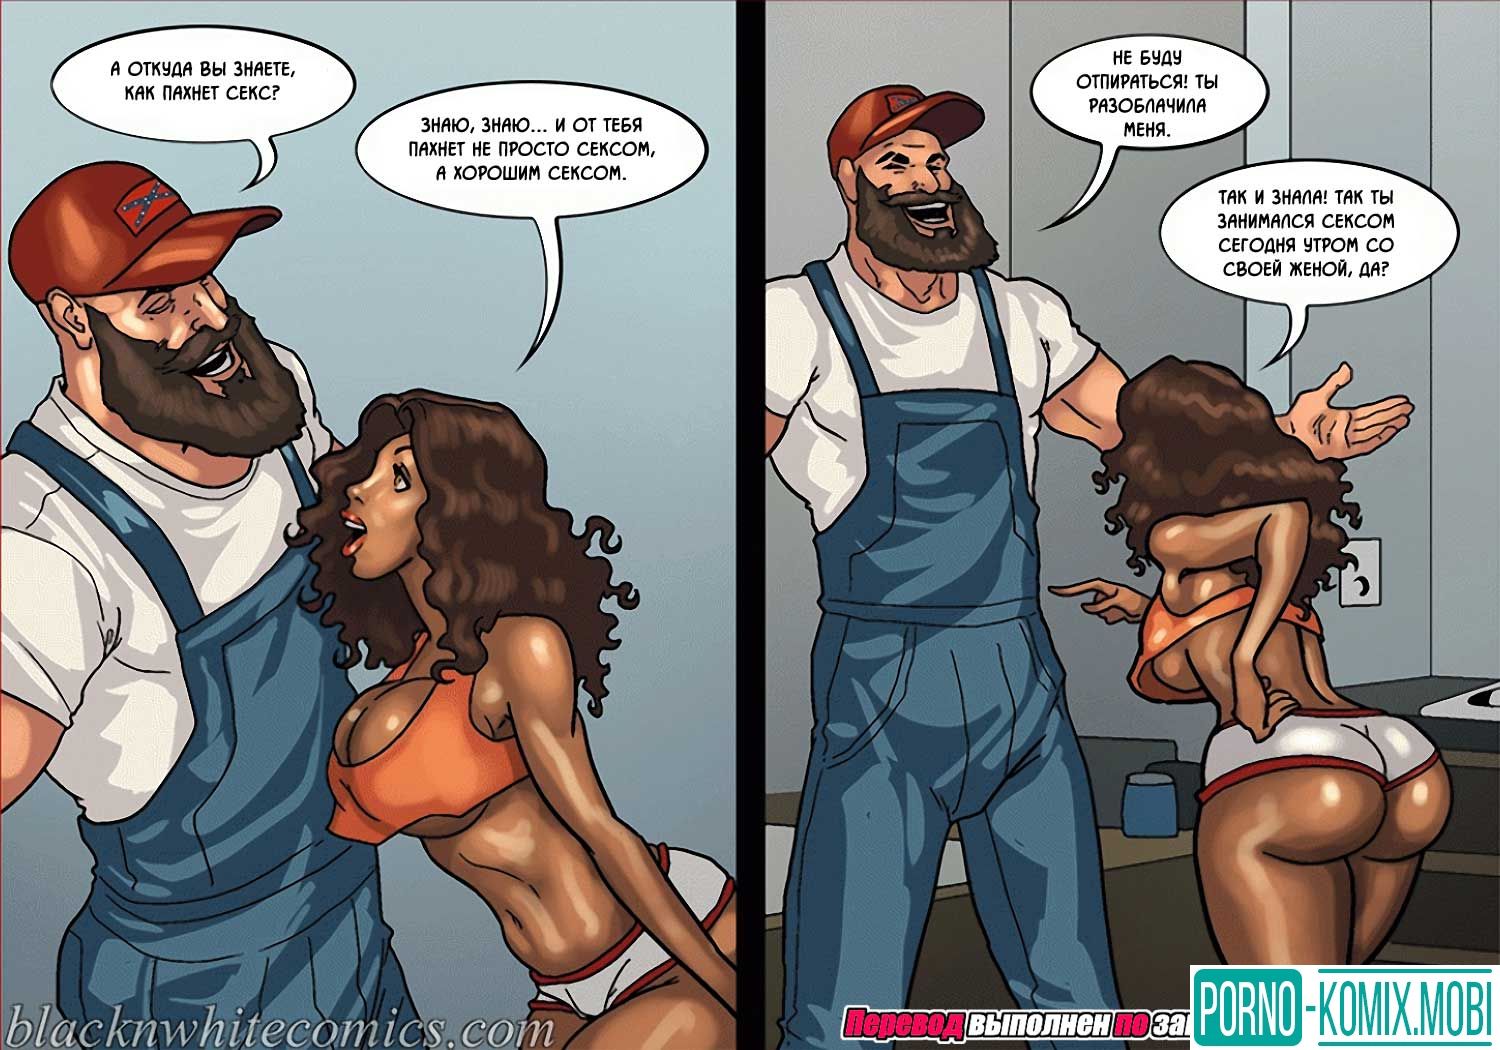 А ОТКУДА ВЫ ЗНАЕТЕ,
КАК ПАХНЕТ СЕКС?
ЗНАЮ, ЗНАЮ... И ОТ ТЕБЯ
ПАХНЕТ НЕ ПРОСТО СЕКСОМ,
А ХОРОШИМ СЕКСОМ.
НЕ БУДУ
ОТПИРАТЬСЯ! ТЫ
РАЗОБЛАЧИЛА
МЕНЯ.
ТАК И ЗНАЛА! ТАК ТЫ
ЗАНИМАЛСЯ СЕКСОМ
СЕГОДНЯ УТРОМ СО
СВОЕЙ ЖЕНОЙ, ДА?
blacknwhitecomics.com
Перевод выполнен по за
PORNO-KOMIX.MOBI